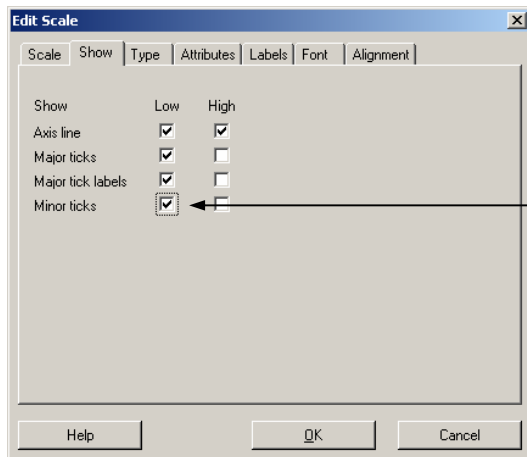 Edit Scale
Scale Show Type Attributes Labels Font Alignment
Show Low High
Axis line
Major ticks
Major tick labels
Minor ticks
Help OK Cancel